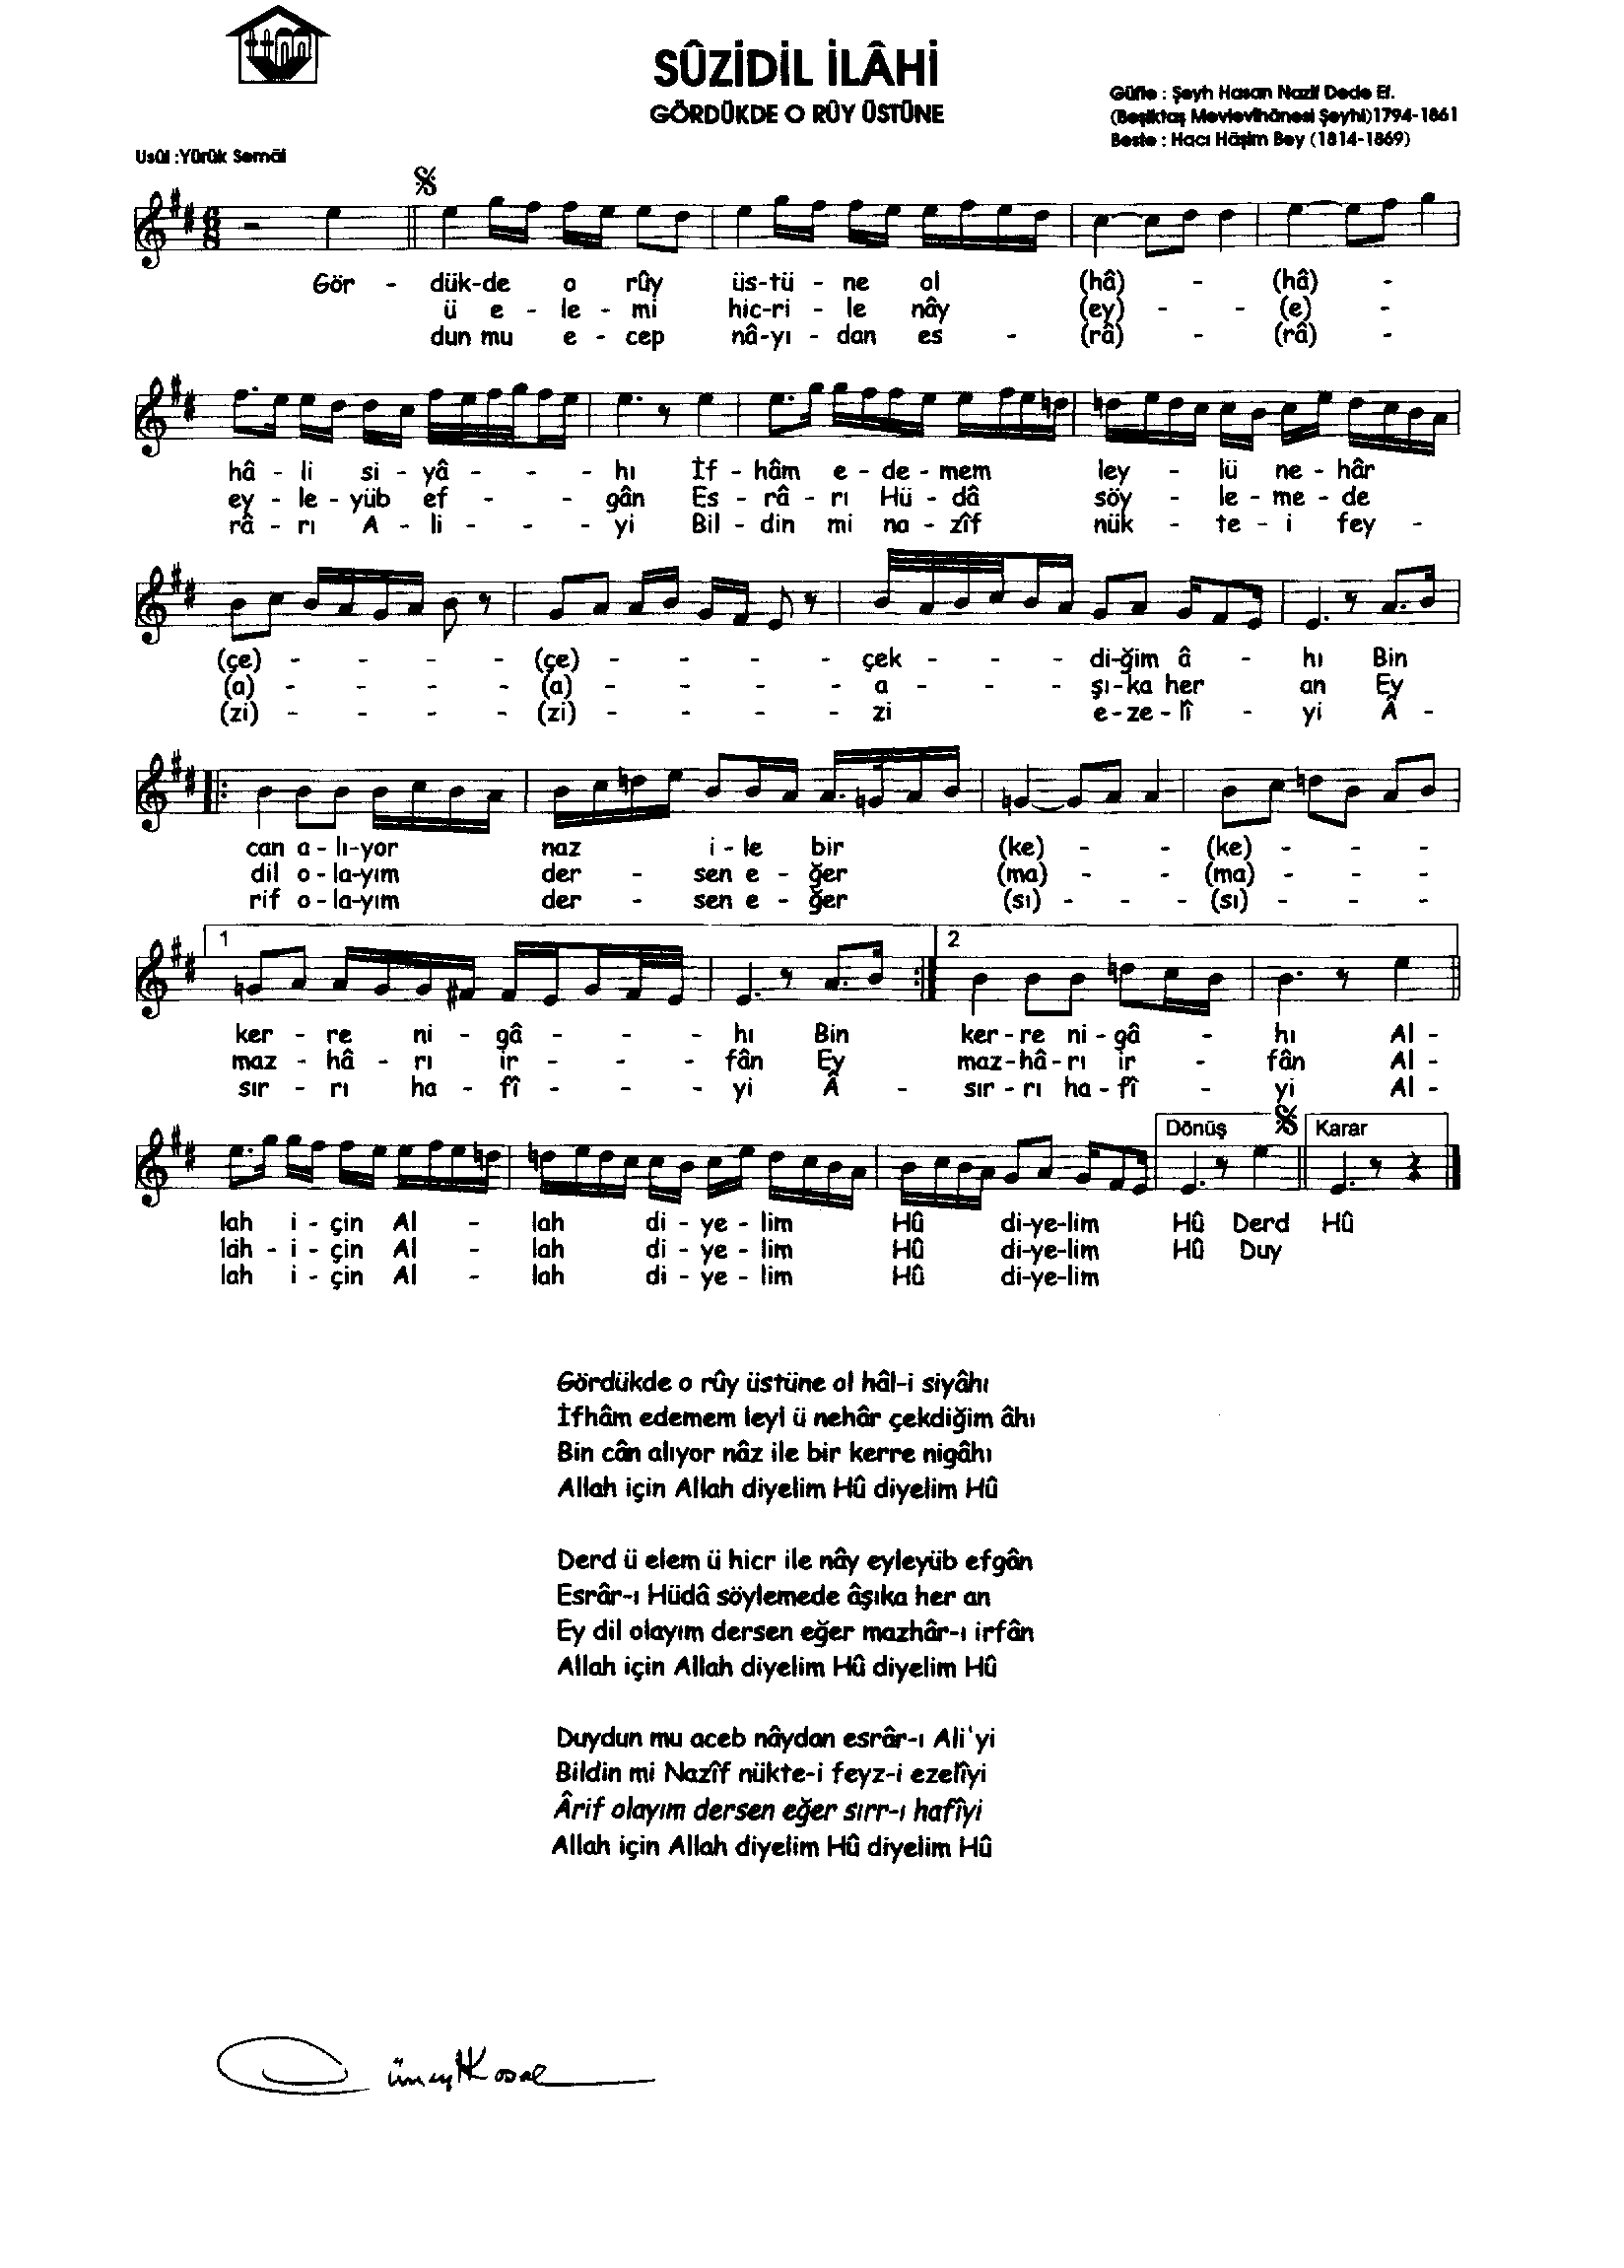 SÛZİDİL İLÂHİ
GÖRDÜKDE O RÛY ÜSTÜNE
Güfte : Şeyh Hasan Nazif Dede Ef.
(Beşiktaş Mevlevihânesi Şeyhi)1794-1861
Beste : Hacı Hâşim Bey (1814-1869)
Usûl :Yürük Semâi
6
8
Gör - dük-de o rûy üs-tü - ne ol (hâ) - (hâ) -
ü e - le - mi hic-ri - le nây (ey) - - (e) -
dun mu e - cep nâ-yı - dan es - (râ) - (râ) -
hâ - li si - yâ - - - hı İf - hâm e - de - mem ley - lü ne - hâr
ey - le - yüb ef - - gân Es - râ - rı Hü - dâ söy - le - me - de
râ - rı A - li - - - yi Bil - din mi na - zîf nük - te - i fey -
(çe) - - - - (çe) - - - - çek - - - di-ğim â - hı Bin
(a) - - - - (a) - - - - a - - - şı-ka her an Ey
(zi) - - - - (zi) - - - - zi e-ze-lî - yi Â -
can a-lı-yor naz i-le bir (ke) - - (ke) - - -
dil o-la-yım der - sen e - ğer (ma) - - (ma) - - -
rif o-la-yım der - sen e - ğer (sı) - - - (sı) - - -
1 2
ker - re ni - gâ - - - hı Bin ker-re ni-gâ - hı Al -
maz - hâ - rı ir - - - fân Ey maz-hâ-rı ir - fân Al -
sır - rı ha - fî - - - yi Â - sır-rı ha-fî - yi Al -
Dönüş Karar
lah i - çin Al - lah di - ye - lim HÛ di-ye-lim HÛ Derd HÛ
lah - i - çin Al - lah di - ye - lim HÛ di-ye-lim HÛ Duy
lah i - çin Al - lah di - ye - lim HÛ di-ye-lim
Gördükde o rûy üstüne ol hâl-i siyâhı
İfhâm edemem leyl ü nehâr çekdiğim âhı
Bin cân alıyor nâz ile bir kerre nigâhı
Allah için Allah diyelim Hû diyelim Hû
Derd ü elem ü hicr ile nây eyleyüb efgân
Esrâr-ı Hüdâ söylemede âşıka her an
Ey dil olayım dersen eğer mazhâr-ı irfân
Allah için Allah diyelim Hû diyelim Hû
Duydun mu aceb nâydan esrâr-ı Ali'yi
Bildin mi Nazîf nükte-i feyz-i ezelîyi
Ârif olayım dersen eğer sırr-ı hafîyi
Allah için Allah diyelim Hû diyelim Hû